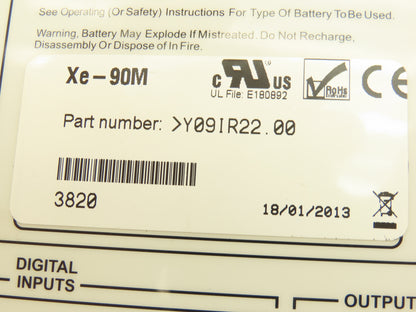 See Operating (Or Safety) Instructions For Type Of Battery To Be Used.
Warning, Battery May Explode If Mistreated. Do Not Recharge,
Disassembly Or Dispose of In Fire.
Xe-90M
c RU us
UL File: E180892
RoHS
CE
Part number: >Y09IR22.00
3820
18/01/2013
DIGITAL
INPUTS
OUTPUT